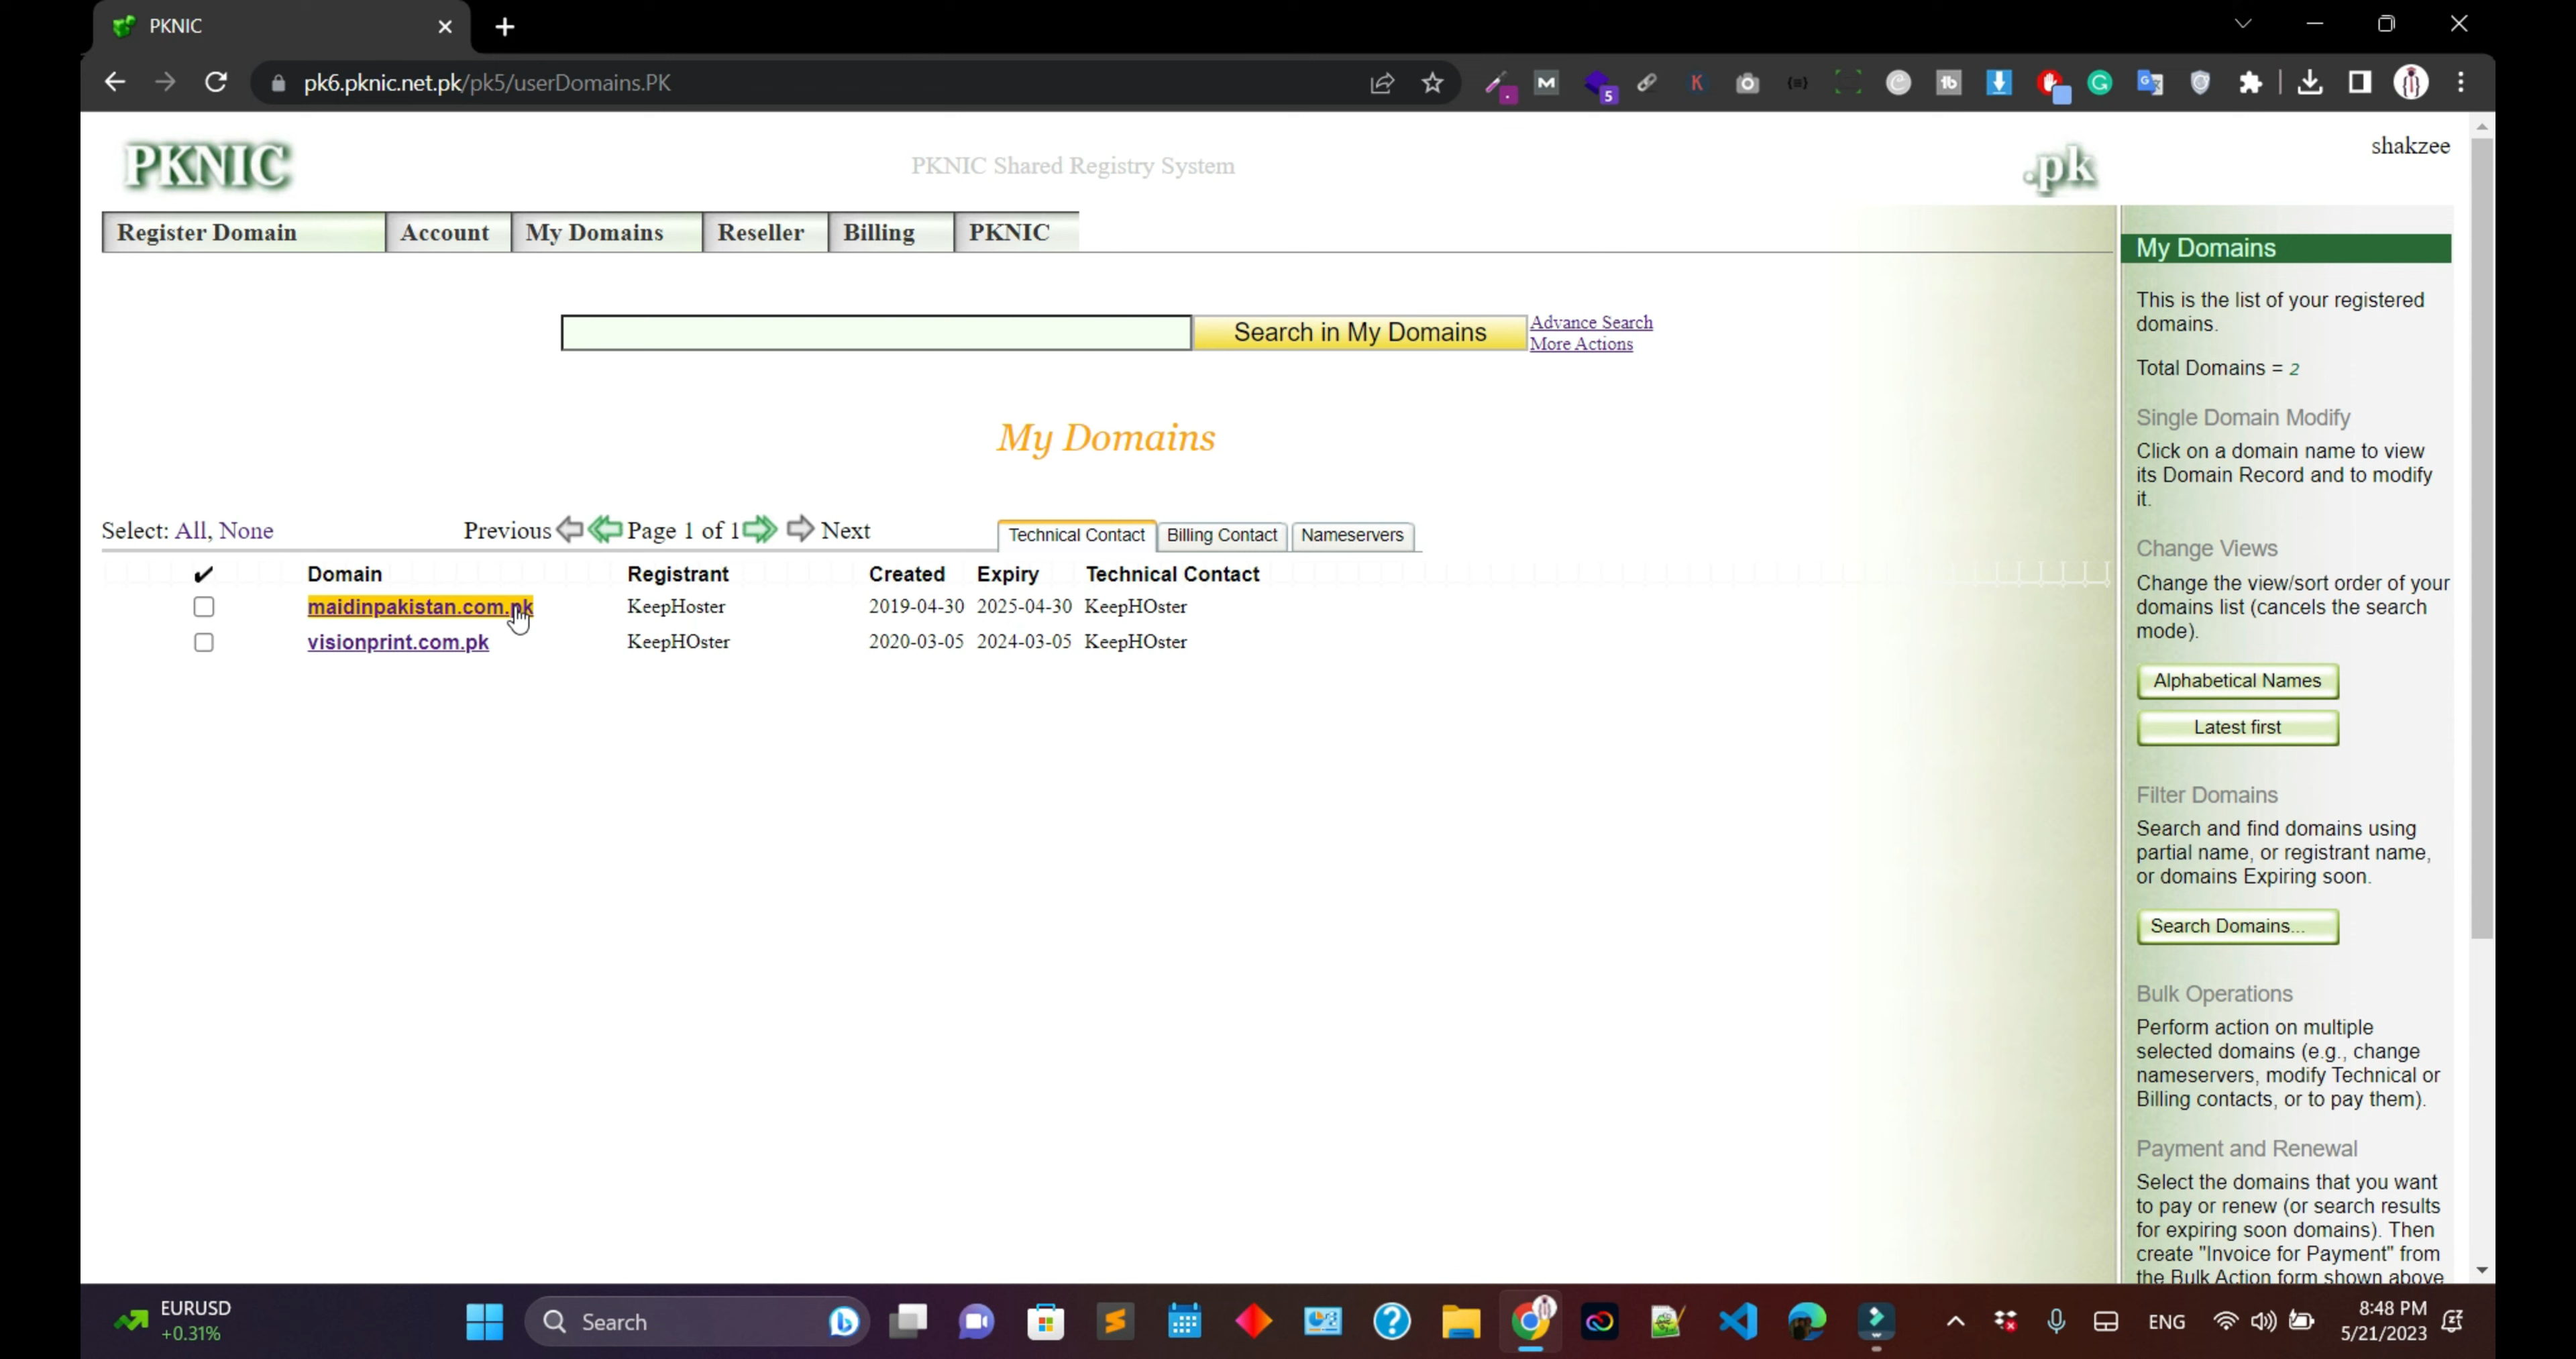 PKNIC
pk6.pknic.net.pk/pk5/userDomains.PK
PKNIC
PKNIC Shared Registry System
.pk
shakzee
Register Domain
Account
My Domains
Reseller
Billing
PKNIC
Search in My Domains
Advance Search
More Actions
My Domains
Select: All, None
Previous Page 1 of 1 Next
Technical Contact
Billing Contact
Nameservers
Domain Registrant Created Expiry Technical Contact
maidinpakistan.com.pk KeepHoster 2019-04-30 2025-04-30 KeepHOster
visionprint.com.pk KeepHOster 2020-03-05 2024-03-05 KeepHOster
My Domains
This is the list of your registered
domains.
Total Domains = 2
Single Domain Modify
Click on a domain name to view
its Domain Record and to modify
it.
Change Views
Change the view/sort order of your
domains list (cancels the search
mode).
Alphabetical Names
Latest first
Filter Domains
Search and find domains using
partial name, or registrant name,
or domains Expiring soon.
Search Domains...
Bulk Operations
Perform action on multiple
selected domains (e.g., change
nameservers, modify Technical or
Billing contacts, or to pay them).
Payment and Renewal
Select the domains that you want
to pay or renew (or search results
for expiring soon domains). Then
create "Invoice for Payment" from
the Bulk Action form shown above
EURUSD
+0.31%
Search
ENG
8:48 PM
5/21/2023